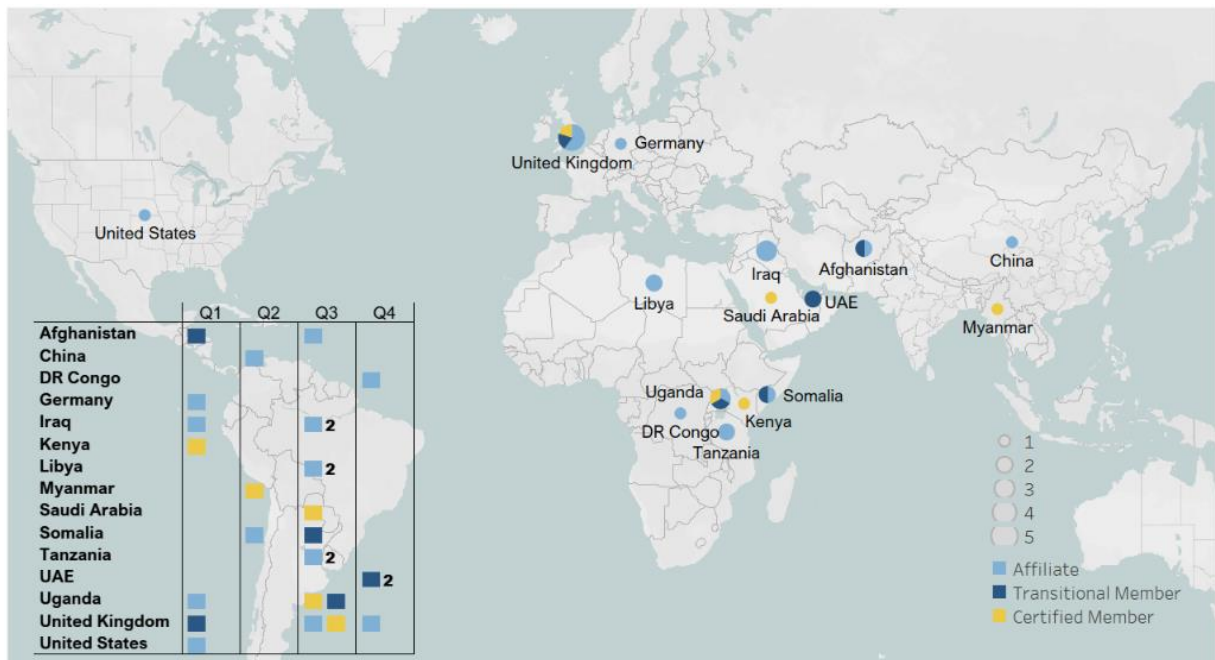 Germany
United Kingdom
United States
Iraq
Afghanistan
China
Libya
Saudi Arabia
UAE
Myanmar
Uganda
Somalia
Kenya
DR Congo
Tanzania
Q1 Q2 Q3 Q4
Afghanistan
China
DR Congo
Germany
Iraq 2
Kenya
Libya 2
Myanmar
Saudi Arabia
Somalia
Tanzania 2
UAE 2
Uganda
United Kingdom
United States
1
2
3
4
5
Affiliate
Transitional Member
Certified Member